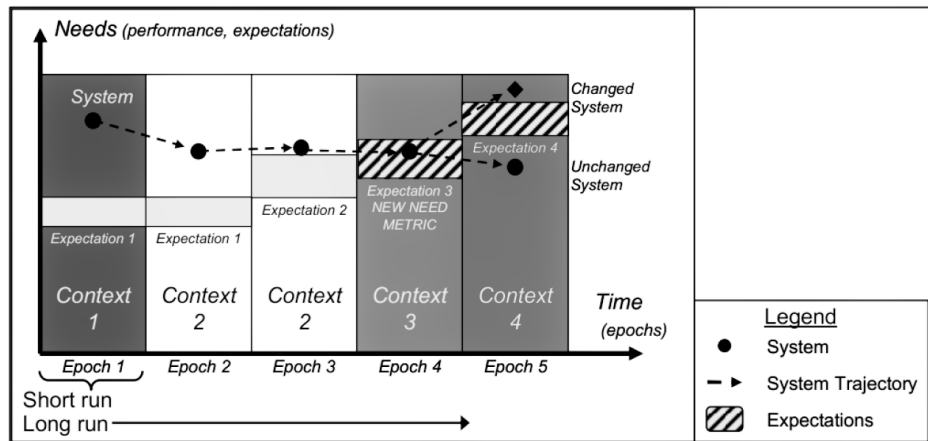 Needs (performance, expectations)
System
Changed
System
Unchanged
System
Expectation 1
Expectation 1
Expectation 2
Expectation 3
NEW NEED
METRIC
Expectation 4
Context
1
Context
2
Context
2
Context
3
Context
4
Time
(epochs)
Epoch 1
Epoch 2
Epoch 3
Epoch 4
Epoch 5
Short run
Long run
Legend
System
System Trajectory
Expectations